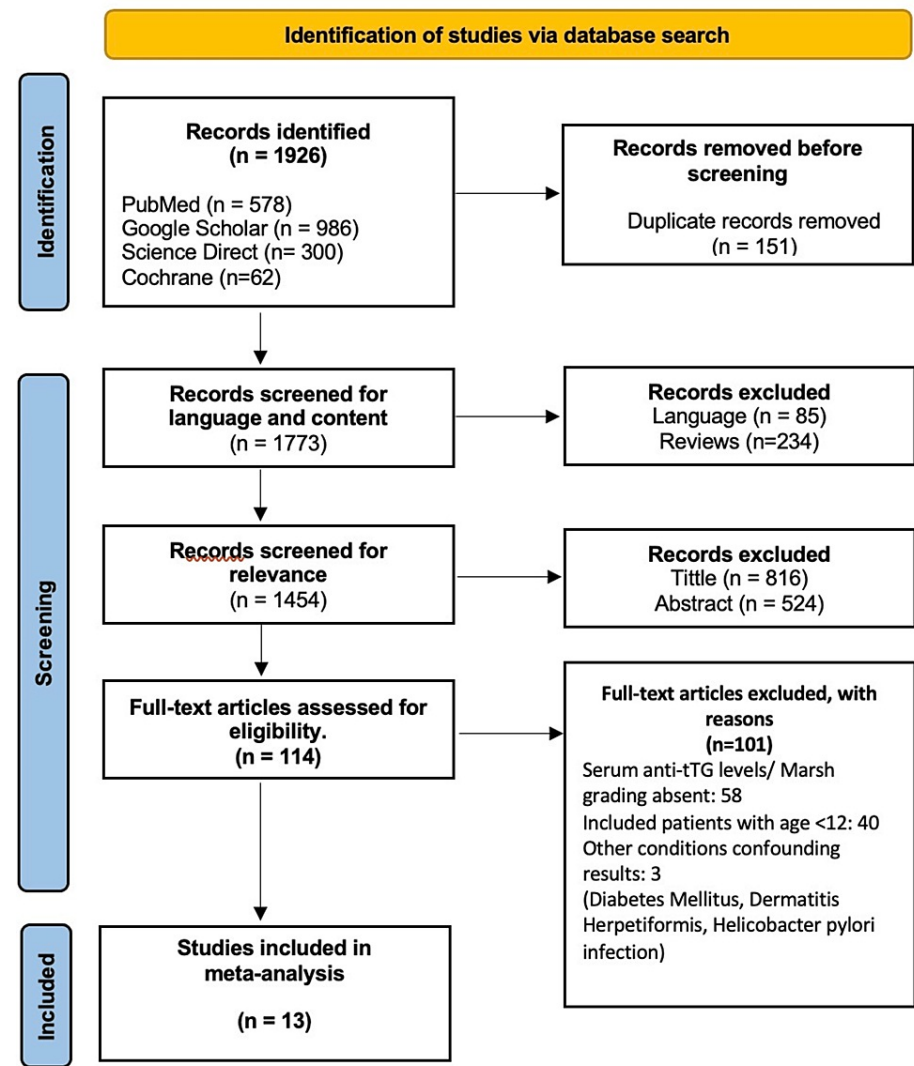 Identification of studies via database search
Identification
Records identified
(n = 1926)
PubMed (n = 578)
Google Scholar (n = 986)
Science Direct (n= 300)
Cochrane (n=62)
Records removed before
screening
Duplicate records removed
(n = 151)
Screening
Records screened for
language and content
(n = 1773)
Records excluded
Language (n = 85)
Reviews (n=234)
Records screened for
relevance
(n = 1454)
Records excluded
Tittle (n = 816)
Abstract (n = 524)
Full-text articles assessed for
eligibility.
(n = 114)
Full-text articles excluded, with
reasons
(n=101)
Serum anti-tTG levels/ Marsh
grading absent: 58
Included patients with age <12: 40
Other conditions confounding
results: 3
(Diabetes Mellitus, Dermatitis
Herpetiformis, Helicobacter pylori
infection)
Included
Studies included in
meta-analysis
(n = 13)